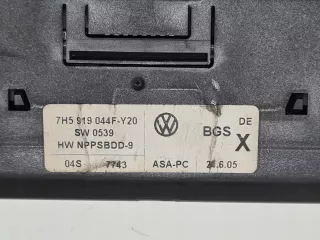 7H5 919 044F-Y20
SW 0539
HW NPPSBDD-9
04S 7743
DE
BGS X
ASA-PC 24.6.05